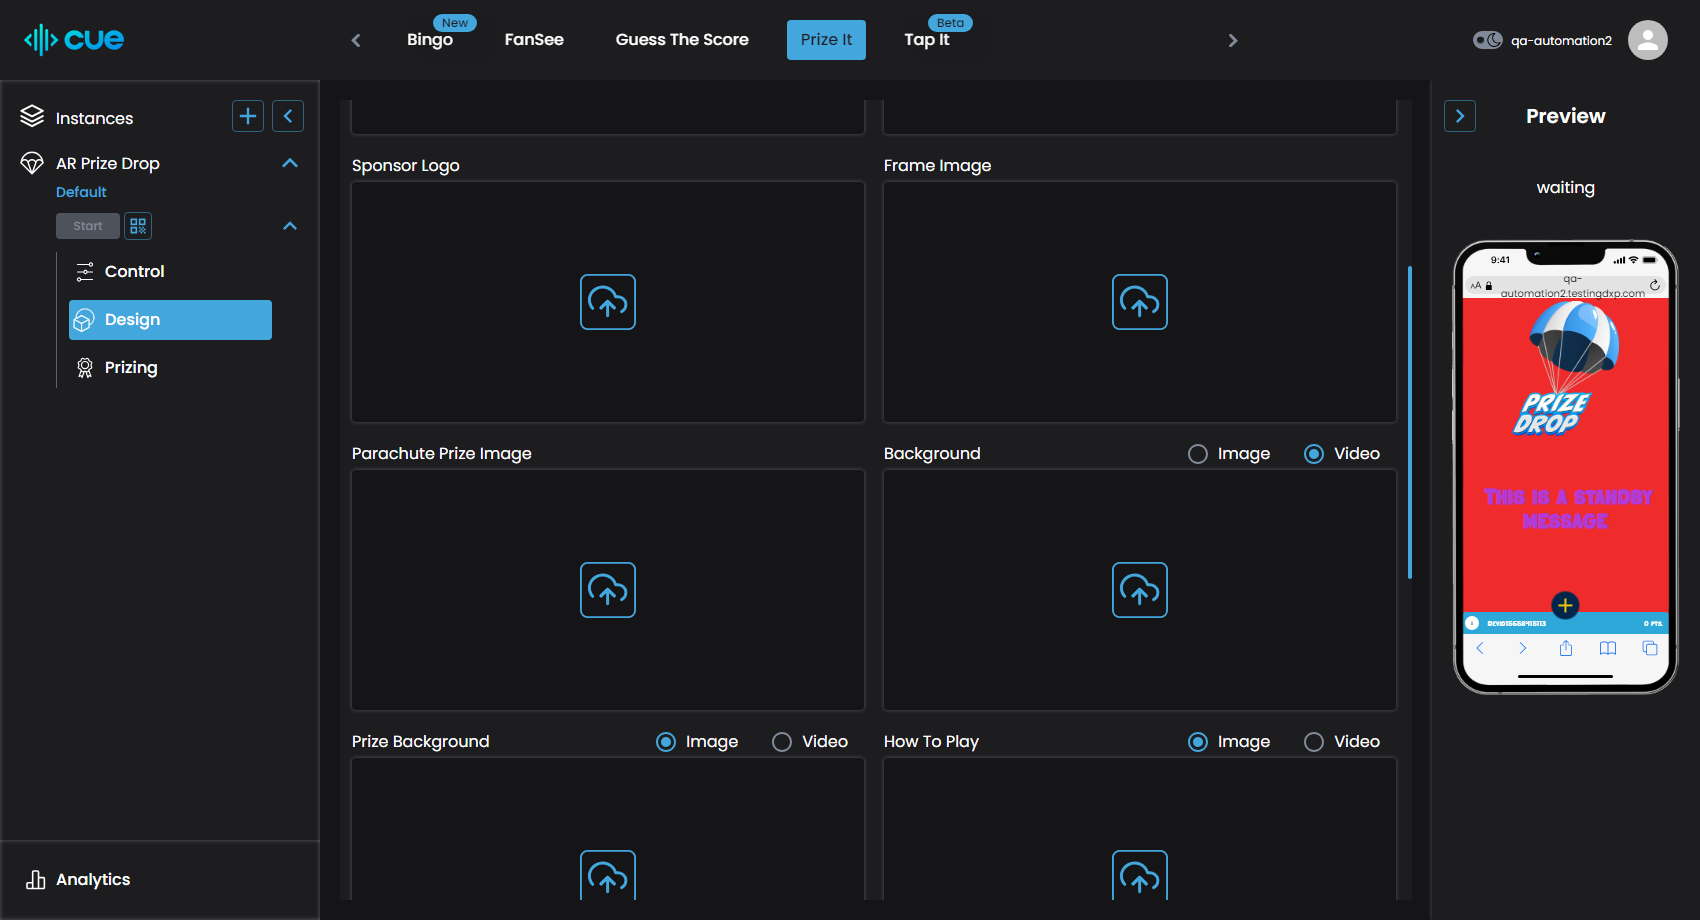 cue
Bingo
New
FanSee
Guess The Score
Prize It
Tap It
Beta
qa-automation2
Instances
AR Prize Drop
Default
Start
Control
Design
Prizing
Analytics
Sponsor Logo
Frame Image
Parachute Prize Image
Background
Image
Video
Prize Background
Image
Video
How To Play
Image
Video
Preview
waiting
9:41
AA
qa-
automation2.testingdxp.com
PRIZE
DROP
This is a standby
message
0 PTS.